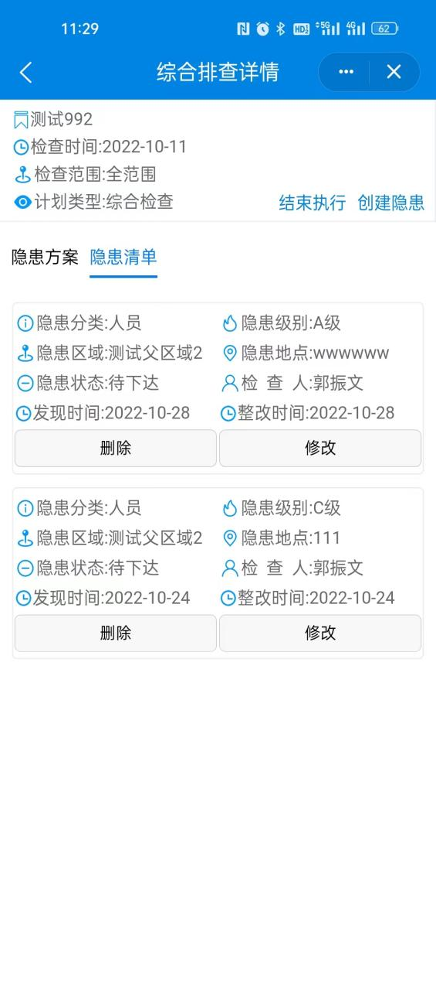 11:29
HD 5G 4G 62
综合排查详情
测试992
检查时间:2022-10-11
检查范围:全范围
计划类型:综合检查
结束执行 创建隐患
隐患方案 隐患清单
隐患分类:人员 隐患级别:A级
隐患区域:测试父区域2 隐患地点:wwwwww
隐患状态:待下达 检 查 人:郭振文
发现时间:2022-10-28 整改时间:2022-10-28
删除 修改
隐患分类:人员 隐患级别:C级
隐患区域:测试父区域2 隐患地点:111
隐患状态:待下达 检 查 人:郭振文
发现时间:2022-10-24 整改时间:2022-10-24
删除 修改